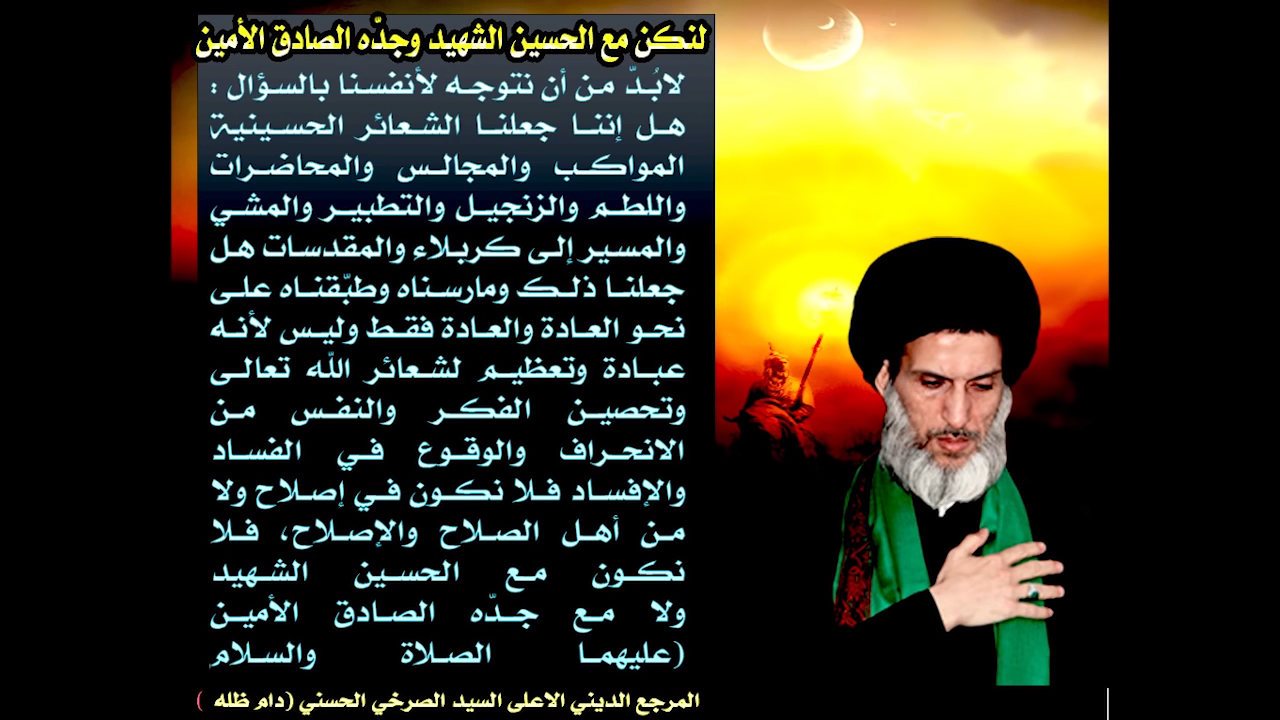 لنكن مع الحسين الشهيد وجدّه الصادق الأمين
لابُدّ من أن نتوجه لأنفسنا بالسؤال :
هل إننا جعلنا الشعائر الحسينية
المواكب والمجالس والمحاضرات
واللطم والزنجيل والتطبير والمشي
والمسير إلى كربلاء والمقدسات هل
جعلنا ذلك ومارسناه وطبّقناه على
نحو العادة والعادة فقط وليس لأنه
عبادة وتعظيم لشعائر الله تعالى
وتحصين الفكر والنفس من
الانحراف والوقوع في الفساد
والإفساد فلا نكون في إصلاح ولا
من أهل الصلاح والإصلاح، فلا
نكون مع الحسين الشهيد
ولا مع جدّه الصادق الأمين
(عليهما الصلاة والسلام
المرجع الديني الاعلى السيد الصرخي الحسني (دام ظله )